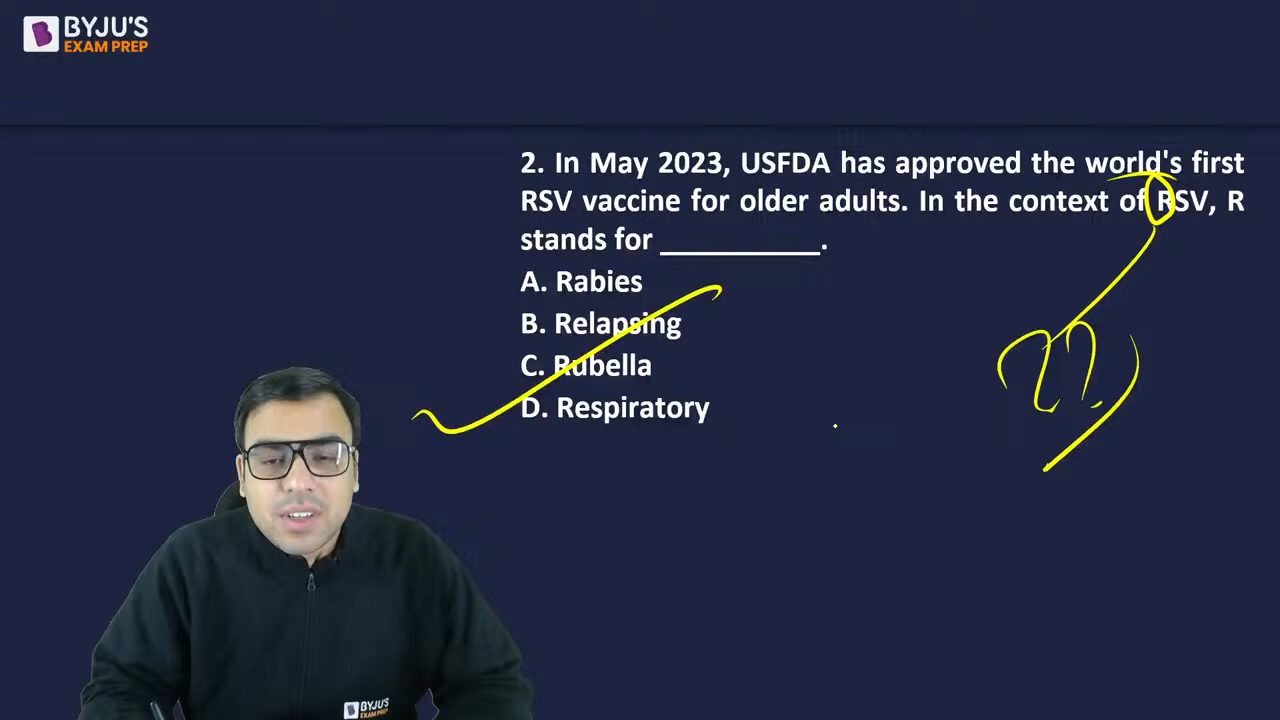 BYJU'S
EXAM PREP
2. In May 2023, USFDA has approved the world's first
RSV vaccine for older adults. In the context of RSV, R
stands for __________.
A. Rabies
B. Relapsing
C. Rubella
D. Respiratory
??
BYJU'S
EXAM PREP